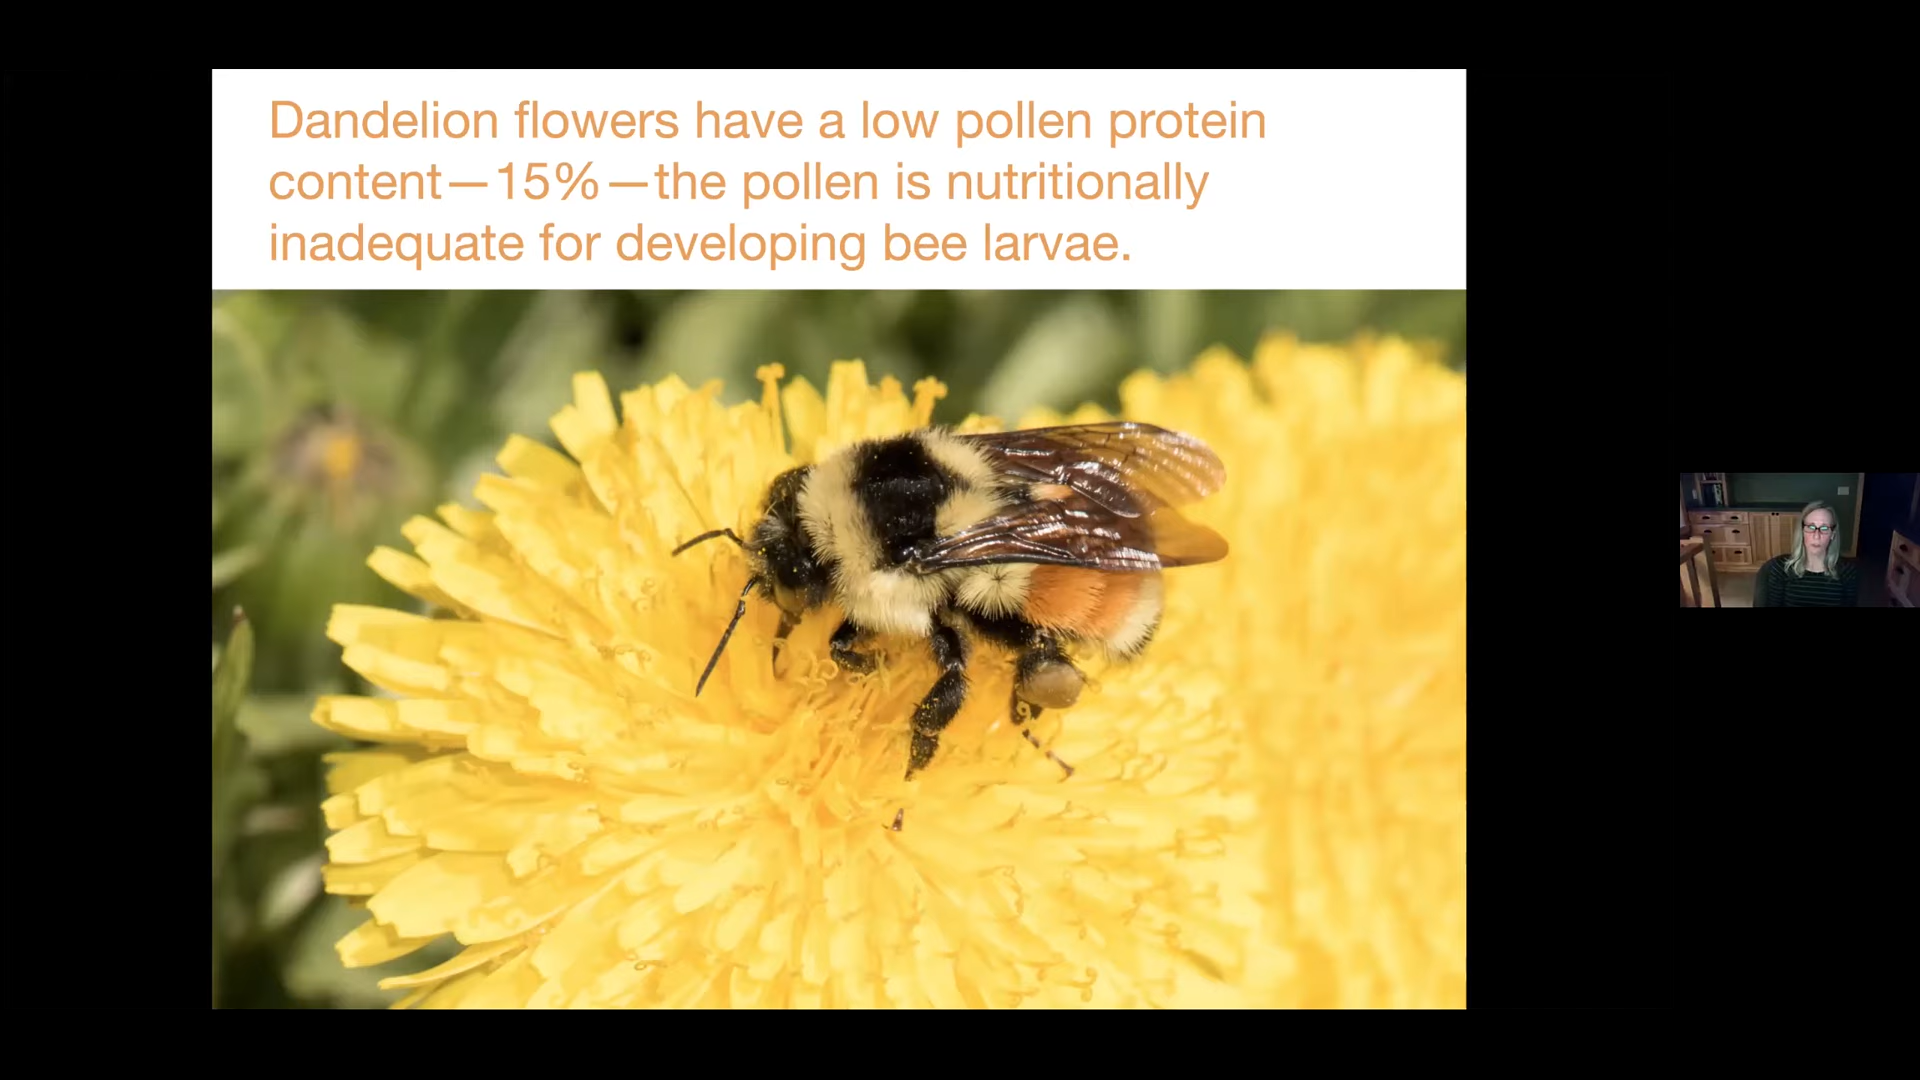 Dandelion flowers have a low pollen protein
content—15%—the pollen is nutritionally
inadequate for developing bee larvae.